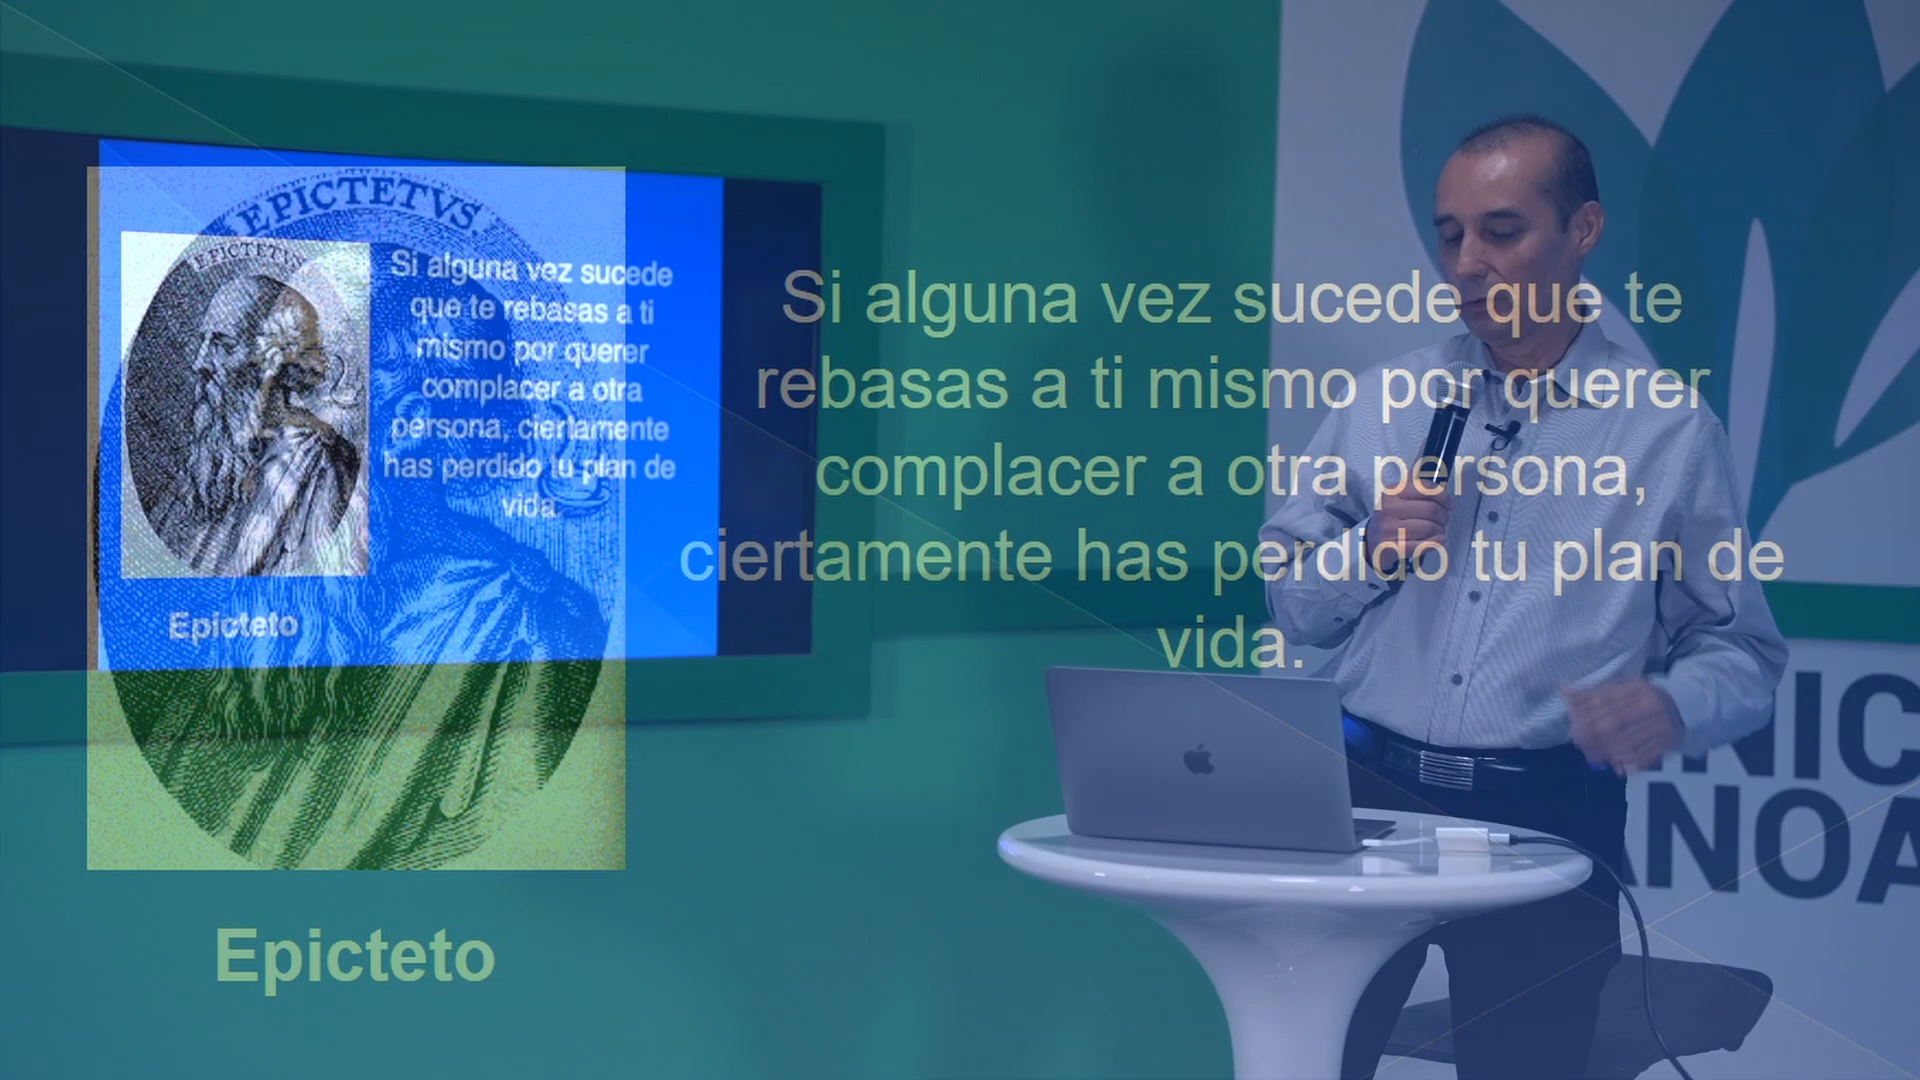 EPICTETVS.
EPICTETVS
Si alguna vez sucede
que te rebasas a ti
mismo por querer
complacer a otra
persona, ciertamente
has perdido tu plan de
vida.
Epicteto
Si alguna vez sucede que te
rebasas a ti mismo por querer
complacer a otra persona,
ciertamente has perdido tu plan de
vida.
Epicteto